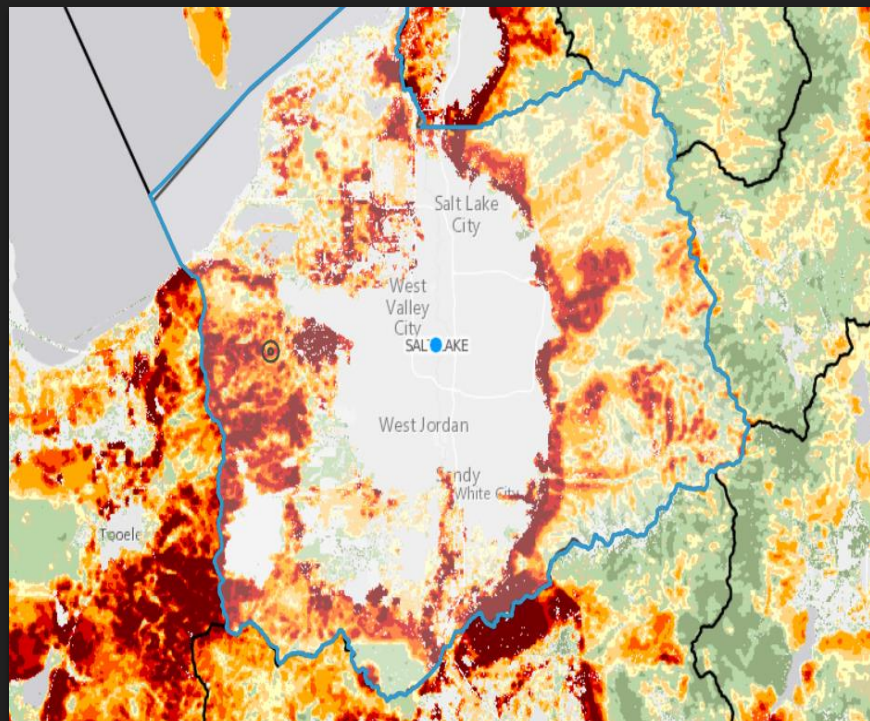 Salt Lake
City
West
Valley
City
SALT LAKE
West Jordan
Sandy
White City
Tooele